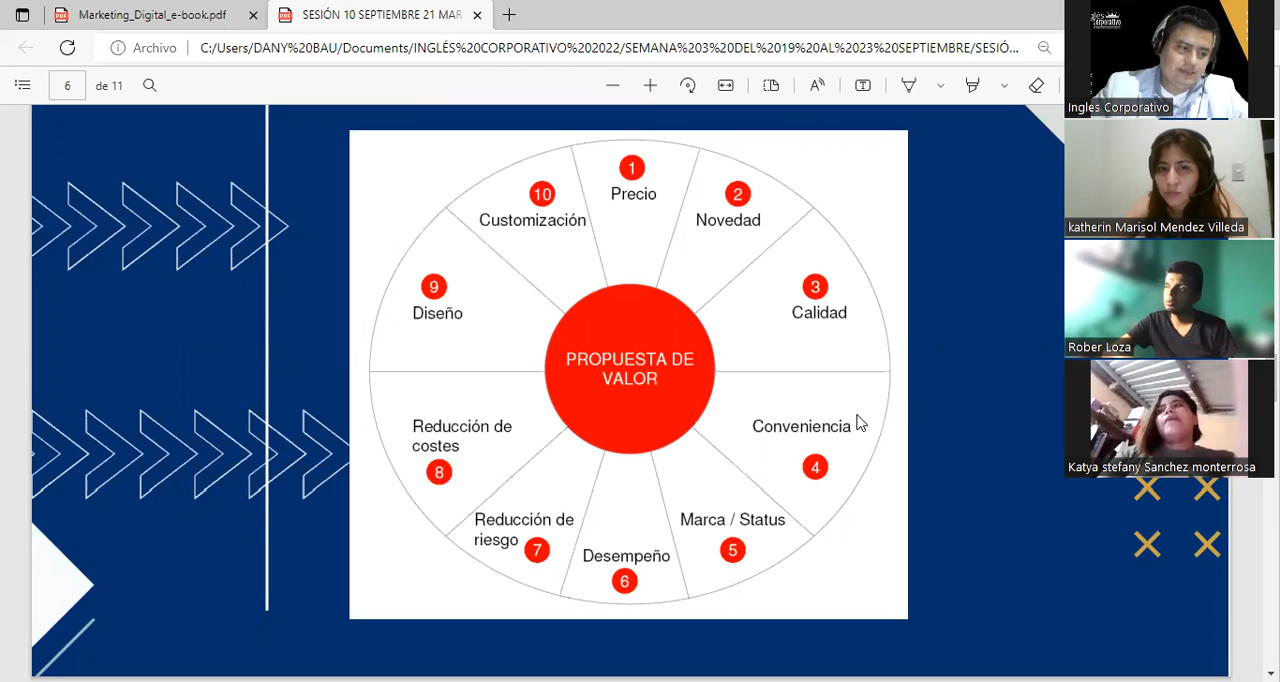 Marketing_Digital_e-book.pdf
SESIÓN 10 SEPTIEMBRE 21 MAR
Archivo
C:/Users/DANY%20BAU/Documents/INGLÉS%20CORPORATIVO%202022/SEMANA%203%20DEL%2019%20AL%2023%20SEPTIEMBRE/SESIÓ...
6
de 11
1
Precio
2
Novedad
3
Calidad
Conveniencia
4
Marca / Status
5
Desempeño
6
Reducción de
riesgo
7
Reducción de
costes
8
9
Diseño
10
Customización
PROPUESTA DE
VALOR
Ingles Corporativo
katherin Marisol Mendez Villeda
Rober Loza
Katya stefany Sanchez monterrosa